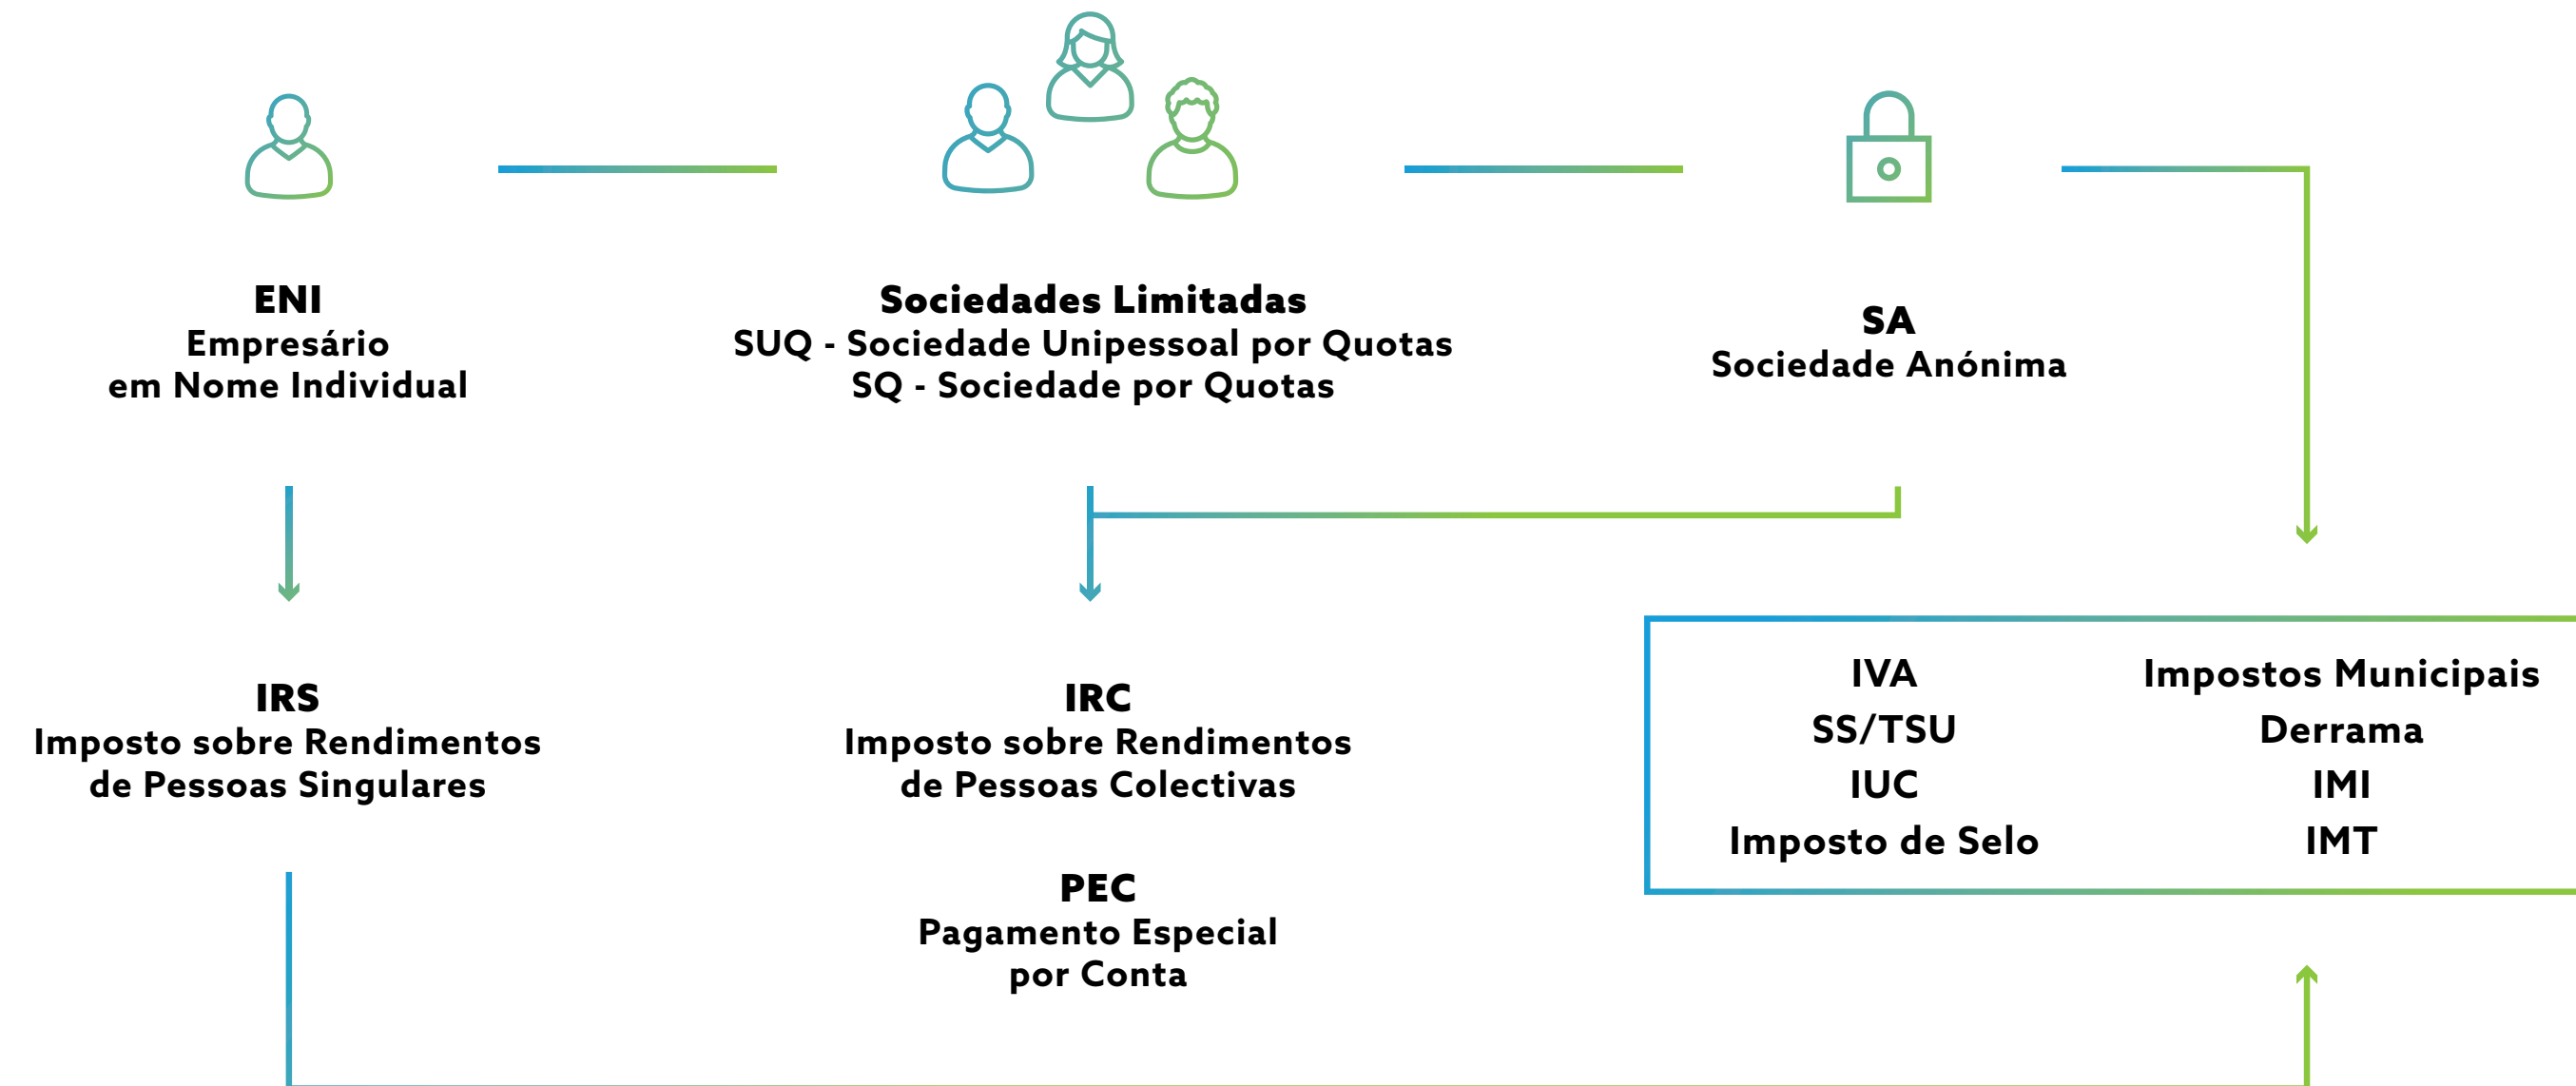 ENI
Empresário
em Nome Individual
Sociedades Limitadas
SUQ - Sociedade Unipessoal por Quotas
SQ - Sociedade por Quotas
SA
Sociedade Anónima
IRS
Imposto sobre Rendimentos
de Pessoas Singulares
IRC
Imposto sobre Rendimentos
de Pessoas Colectivas
PEC
Pagamento Especial
por Conta
IVA
SS/TSU
IUC
Imposto de Selo
Impostos Municipais
Derrama
IMI
IMT